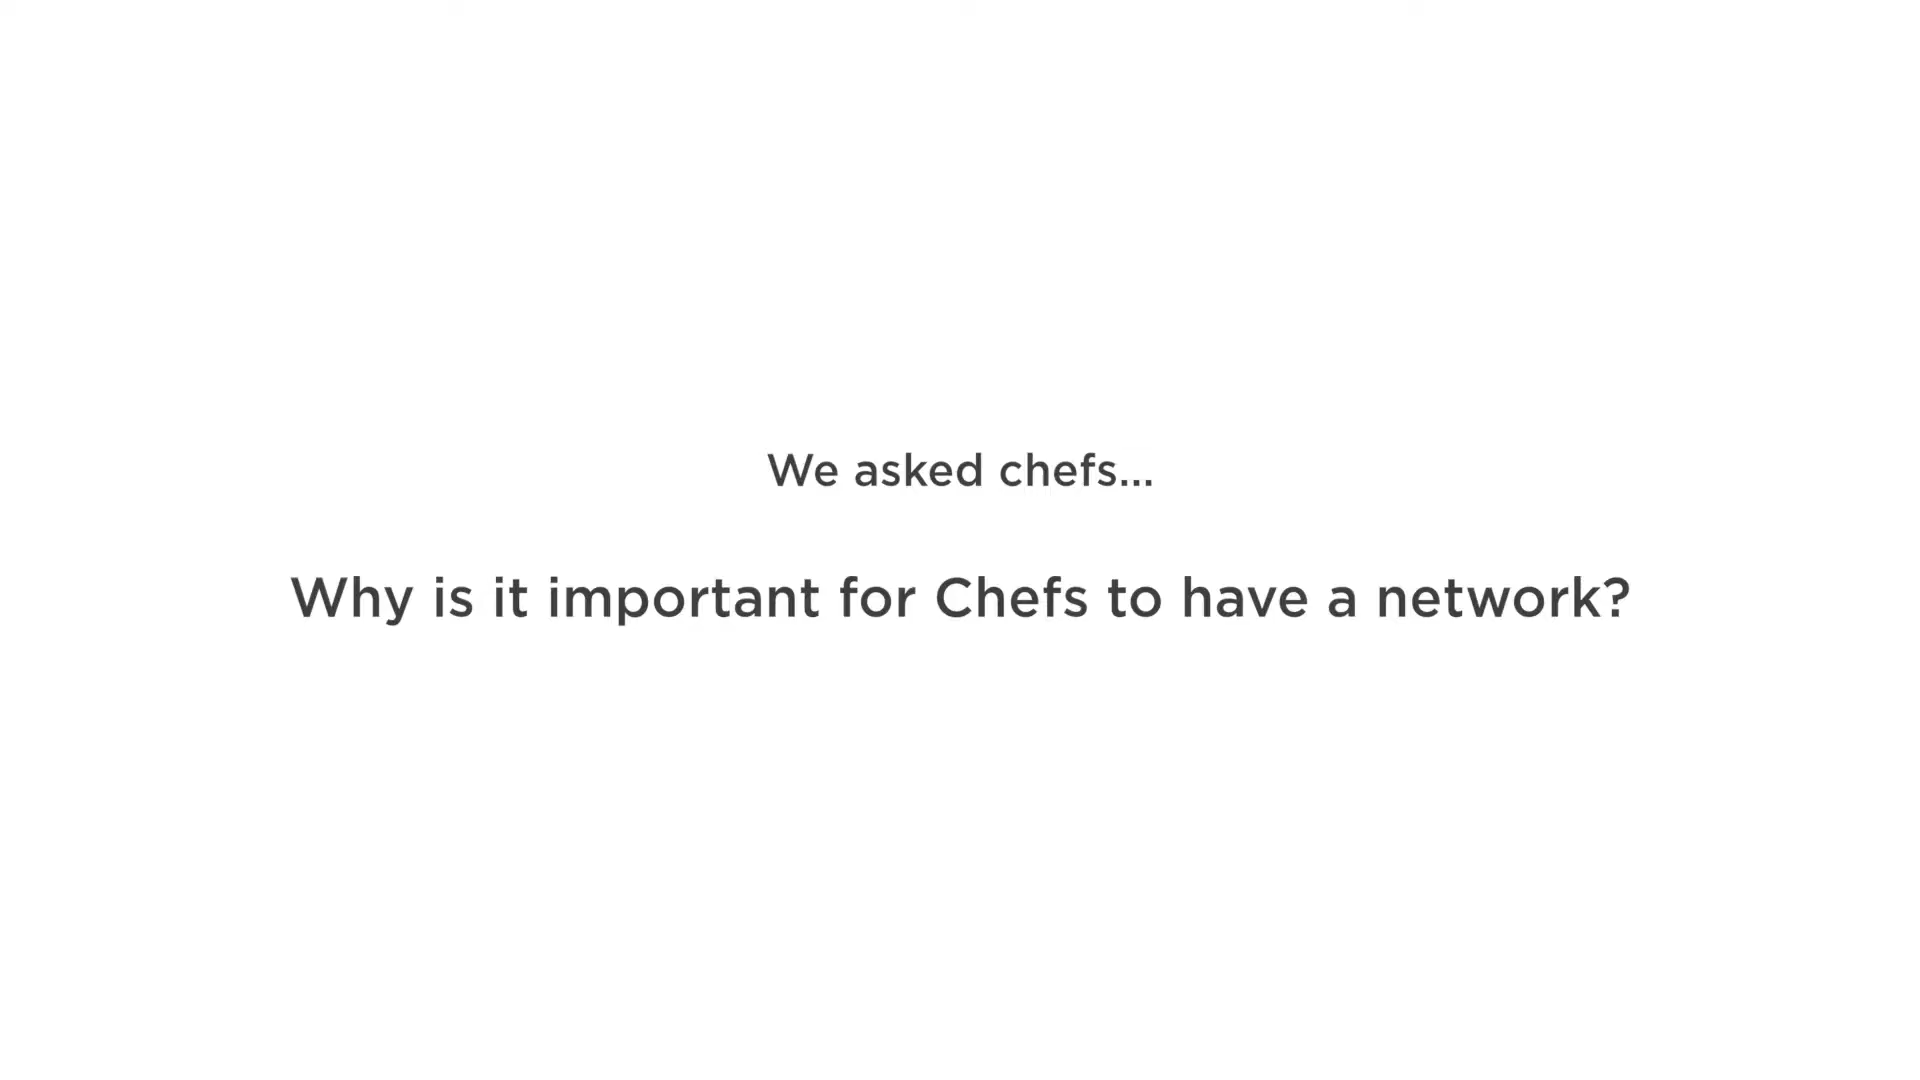 We asked chefs...
Why is it important for Chefs to have a network?